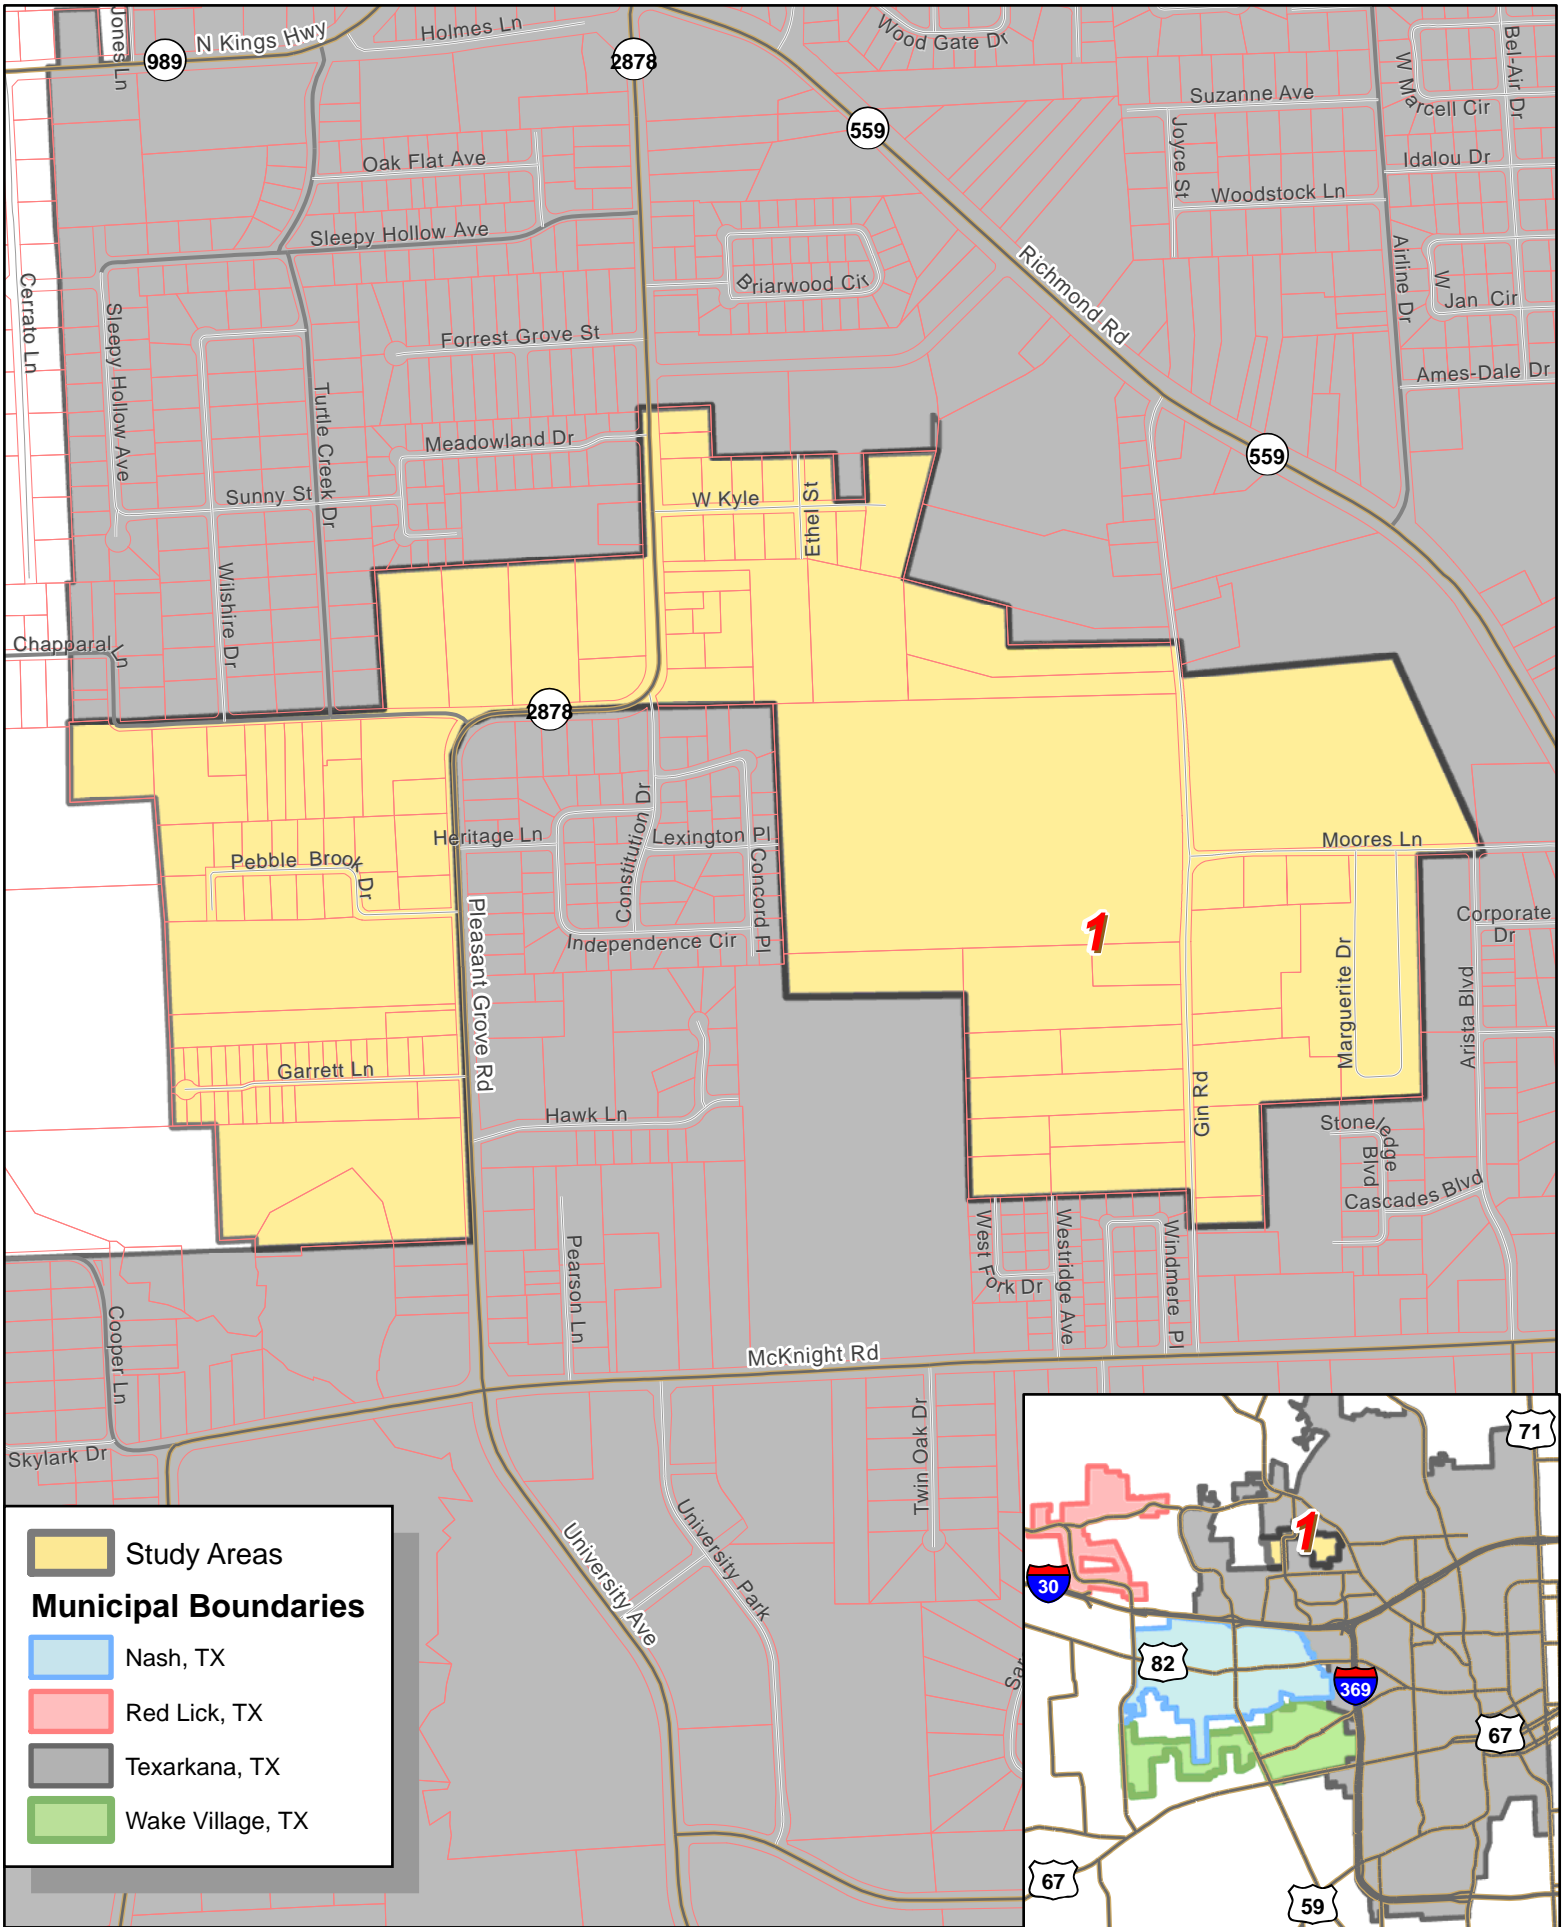 Jones Ln
989
N Kings Hwy
Holmes Ln
2878
Wood Gate Dr
559
Suzanne Ave
W Marcell Cir
Bel-Air Dr
Joyce St
Idalou Dr
Oak Flat Ave
Woodstock Ln
Sleepy Hollow Ave
Airline Dr
Cerrato Ln
Richmond Rd
Briarwood Cir
W Jan Cir
Sleepy Hollow Ave
Forrest Grove St
Ames-Dale Dr
Turtle Creek Dr
Meadowland Dr
559
Sunny St
W Kyle
Ethel St
Wilshire Dr
Chapparal Ln
2878
Heritage Ln
Constitution Dr
Lexington Pl
Concord Pl
Moores Ln
Pebble Brook Dr
Pleasant Grove Rd
Independence Cir
1
Corporate
Dr
Marguerite Dr
Arista Blvd
Garrett Ln
Hawk Ln
Gin Rd
Stoneledge
Blvd
Cascades Blvd
Pearson Ln
West Fork Dr
Westridge Ave
Windmere Pl
Cooper Ln
McKnight Rd
Skylark Dr
Twin Oak Dr
University Ave
University Park
Sar
Study Areas
Municipal Boundaries
Nash, TX
Red Lick, TX
Texarkana, TX
Wake Village, TX
71
1
30
82
369
67
67
59